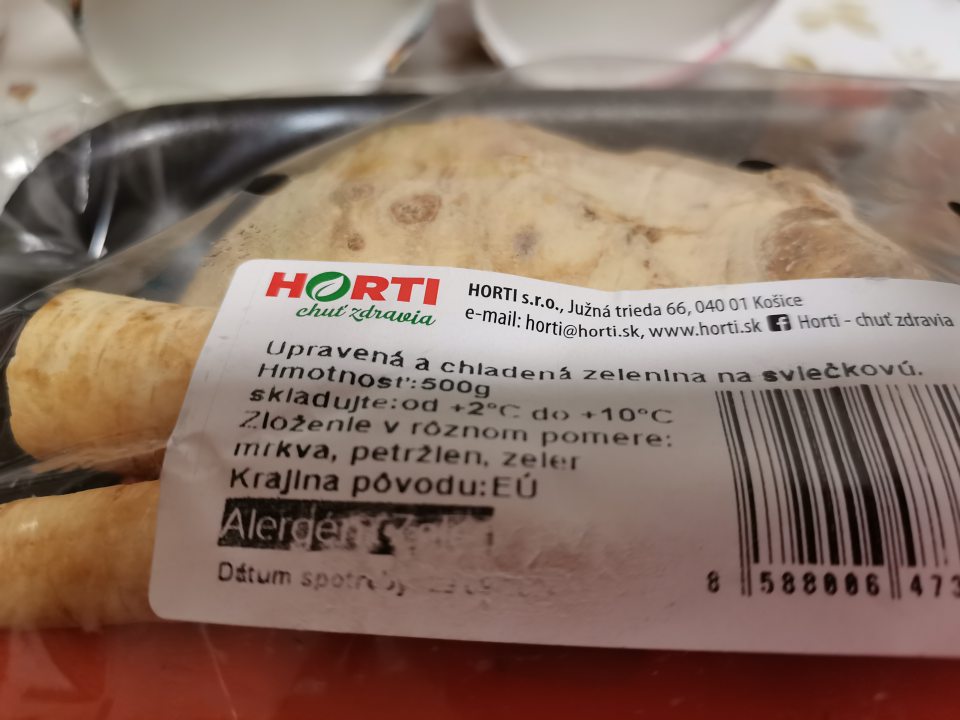 HORTI
chuť zdravia
HORTI s.r.o., Južná trieda 66, 040 01 Košice
e-mail: horti@horti.sk, www.horti.sk f Horti - chuť zdravia
Upravená a chladená zelenina na sviečkovú.
Hmotnosť:500g
skladujte:od +2°C do +10°C
Zloženie v rôznom pomere:
mrkva, petržlen, zeler
Krajina pôvodu:EÚ
Dátum spotreby
8 588006 473